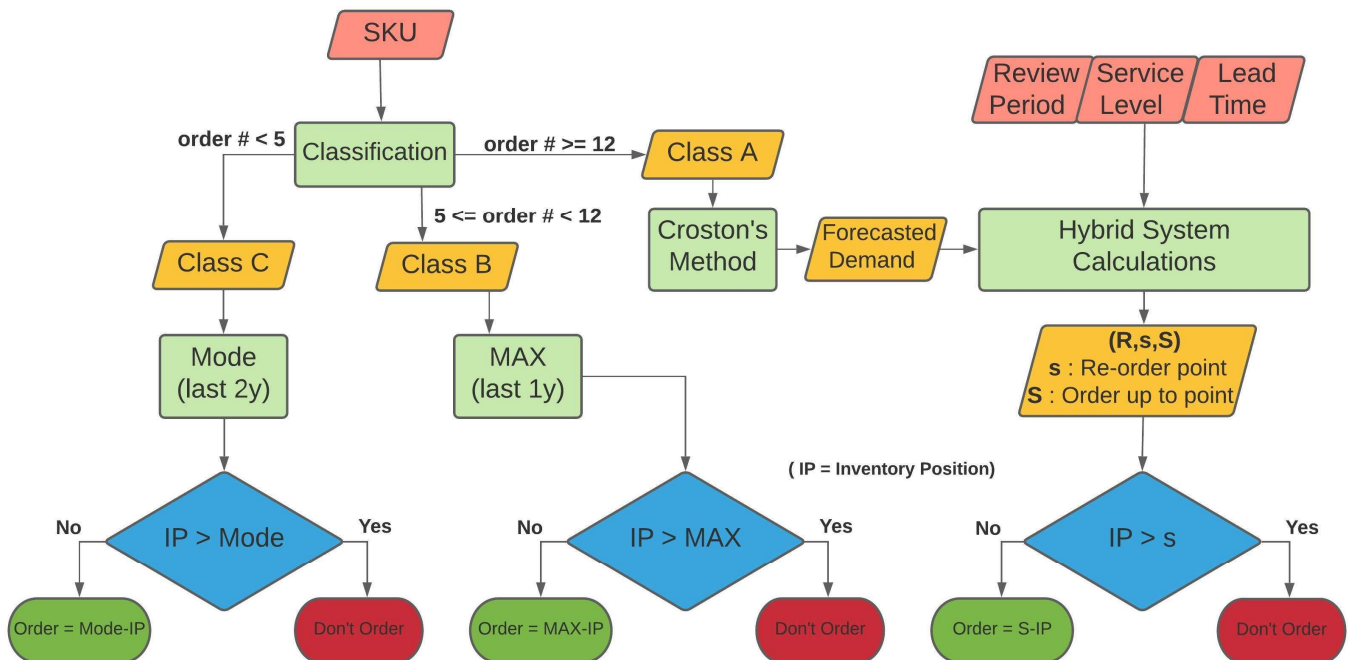 SKU
Review
Period
Service
Level
Lead
Time
order # < 5
Classification
order # >= 12
Class A
5 <= order # < 12
Class C
Class B
Croston's
Method
Forecasted
Demand
Hybrid System
Calculations
Mode
(last 2y)
MAX
(last 1y)
(R,s,S)
s : Re-order point
S : Order up to point
( IP = Inventory Position)
No
IP > Mode
Yes
No
IP > MAX
Yes
No
IP > s
Yes
Order = Mode-IP
Don't Order
Order = MAX-IP
Don't Order
Order = S-IP
Don't Order